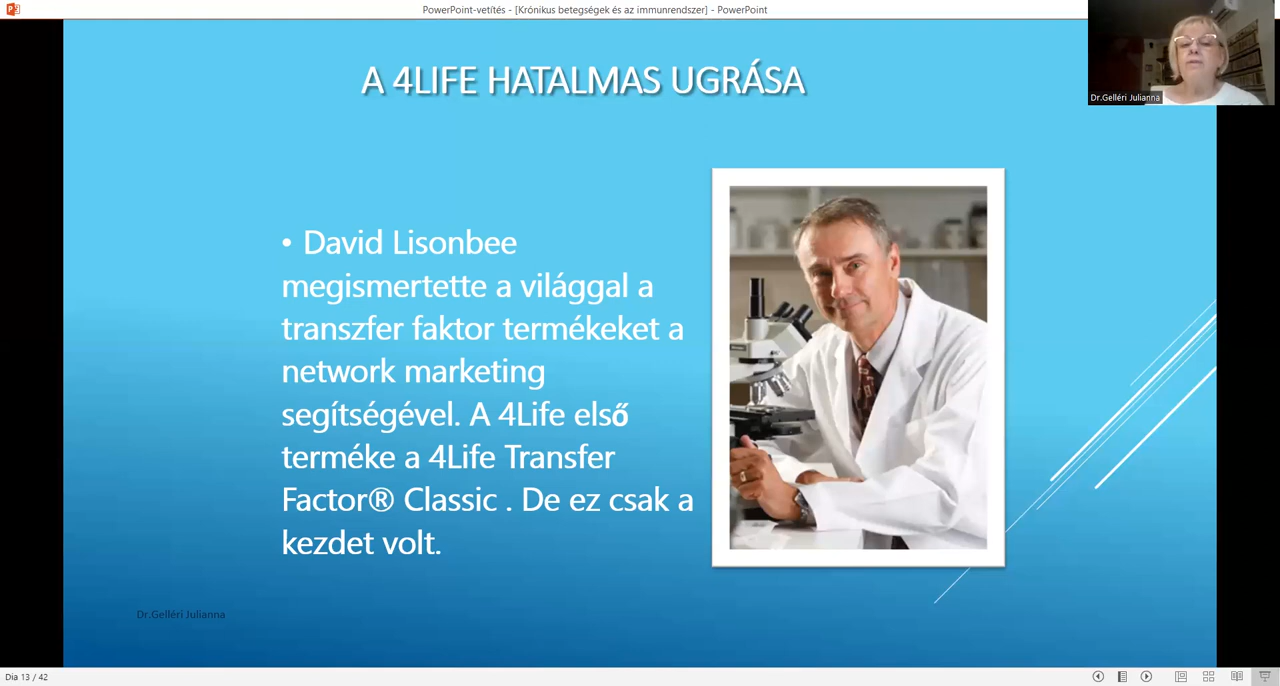 PowerPoint-vetítés - [Krónikus betegségek és az immunrendszer] - PowerPoint
Dr.Gelléri Julianna
A 4LIFE HATALMAS UGRÁSA
• David Lisonbee
megismertette a világgal a
transzfer faktor termékeket a
network marketing
segítségével. A 4Life első
terméke a 4Life Transfer
Factor® Classic . De ez csak a
kezdet volt.
Dr.Gelléri Julianna
Dia 13 / 42